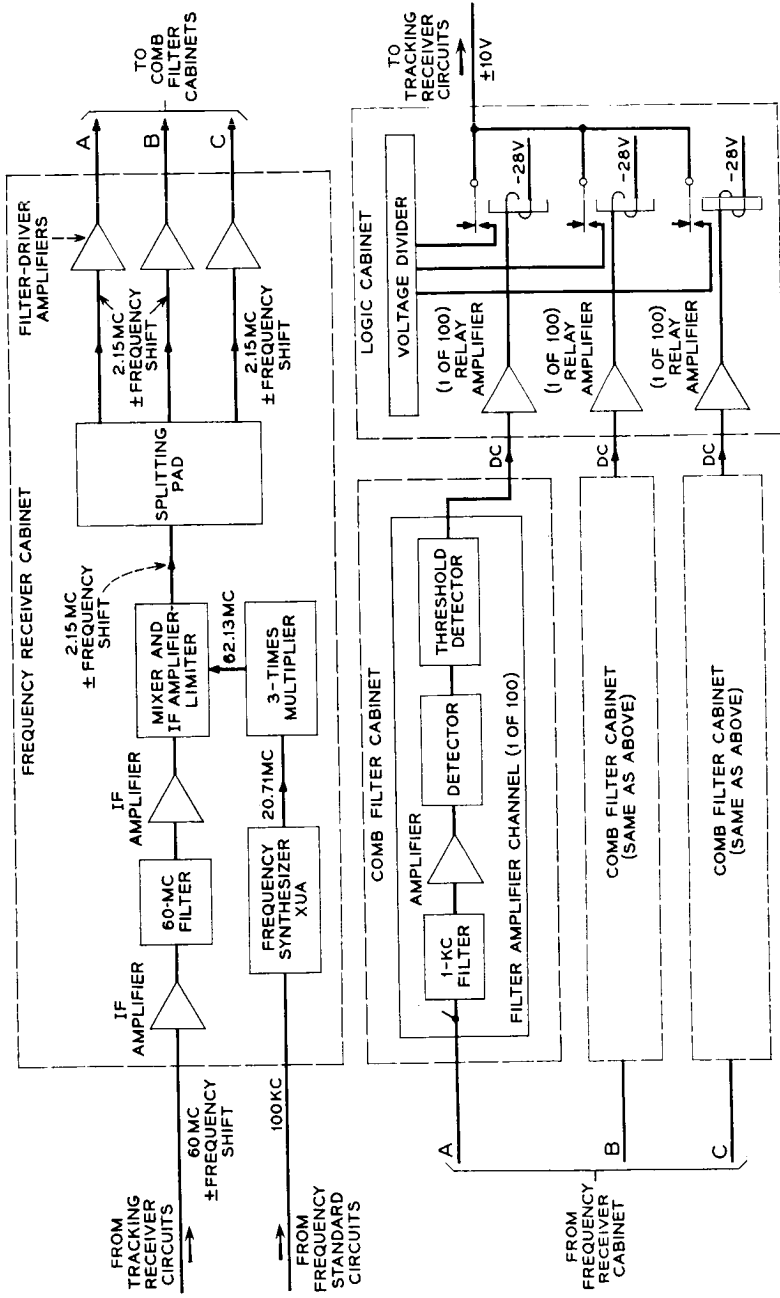 FREQUENCY RECEIVER CABINET
FROM
TRACKING
RECEIVER
CIRCUITS
60 MC
±FREQUENCY
SHIFT
IF
AMPLIFIER
60-MC
FILTER
IF
AMPLIFIER
MIXER AND
IF AMPLIFIER-
LIMITER
2.15 MC
± FREQUENCY
SHIFT
SPLITTING
PAD
2.15 MC
± FREQUENCY
SHIFT
2.15 MC
± FREQUENCY
SHIFT
FILTER-DRIVER
AMPLIFIERS
A
B
C
TO
COMB
FILTER
CABINETS
FROM
FREQUENCY
STANDARD
CIRCUITS
100KC
FREQUENCY
SYNTHESIZER
XUA
20.71MC
3-TIMES
MULTIPLIER
62.13MC
FROM
FREQUENCY
RECEIVER
CABINET
A
B
C
COMB FILTER CABINET
1-KC
FILTER
AMPLIFIER
DETECTOR
THRESHOLD
DETECTOR
FILTER AMPLIFIER CHANNEL (1 OF 100)
COMB FILTER CABINET
(SAME AS ABOVE)
COMB FILTER CABINET
(SAME AS ABOVE)
DC
DC
DC
LOGIC CABINET
VOLTAGE DIVIDER
(1 OF 100)
RELAY
AMPLIFIER
(1 OF 100)
RELAY
AMPLIFIER
(1 OF 100)
RELAY
AMPLIFIER
-28V
-28V
-28V
TO
TRACKING
RECEIVER
CIRCUITS
±10V